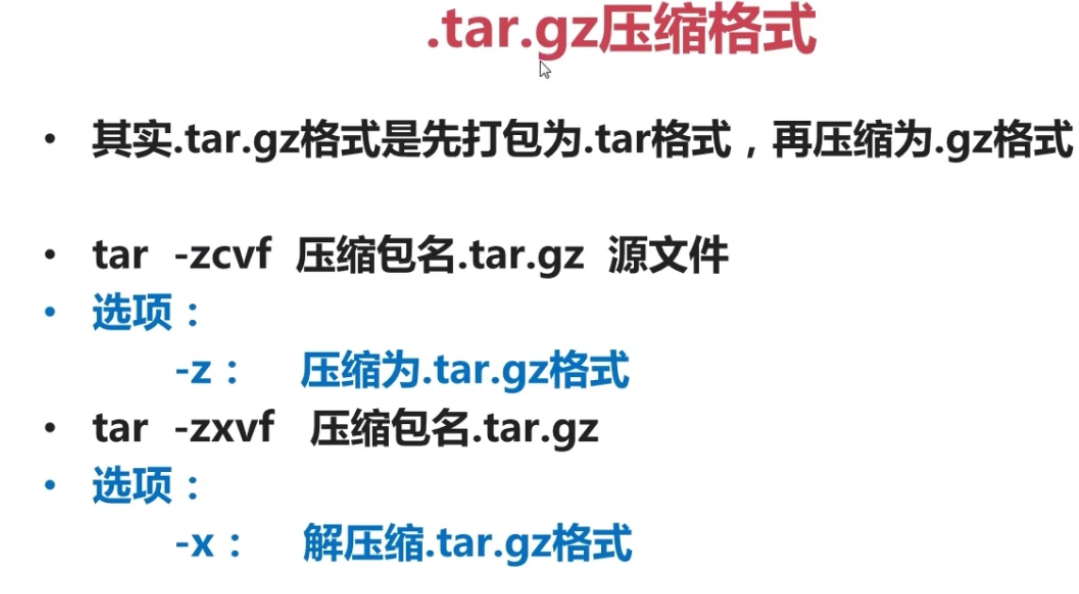 .tar.gz压缩格式
• 其实.tar.gz格式是先打包为.tar格式，再压缩为.gz格式
• tar -zcvf 压缩包名.tar.gz 源文件
• 选项：
-z： 压缩为.tar.gz格式
• tar -zxvf 压缩包名.tar.gz
• 选项：
-x： 解压缩.tar.gz格式